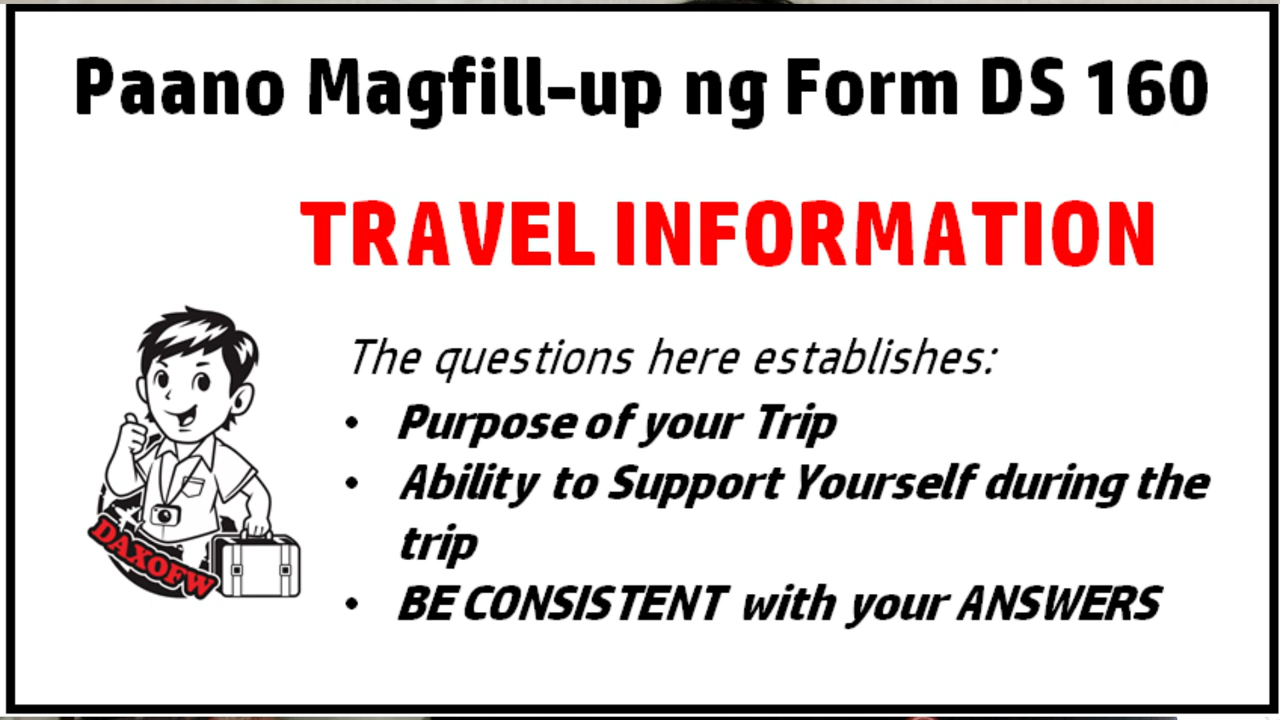 Paano Magfill-up ng Form DS 160
TRAVEL INFORMATION
The questions here establishes:
• Purpose of your Trip
• Ability to Support Yourself during the
trip
• BE CONSISTENT with your ANSWERS
DAXOFW